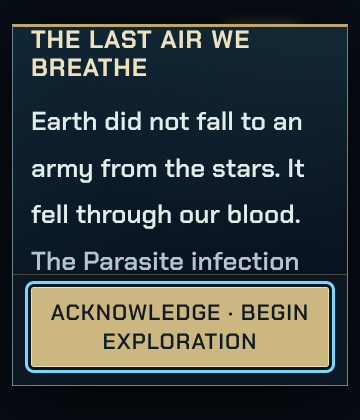 THE LAST AIR WE
BREATHE
Earth did not fall to an
army from the stars. It
fell through our blood.
The Parasite infection
ACKNOWLEDGE · BEGIN
EXPLORATION